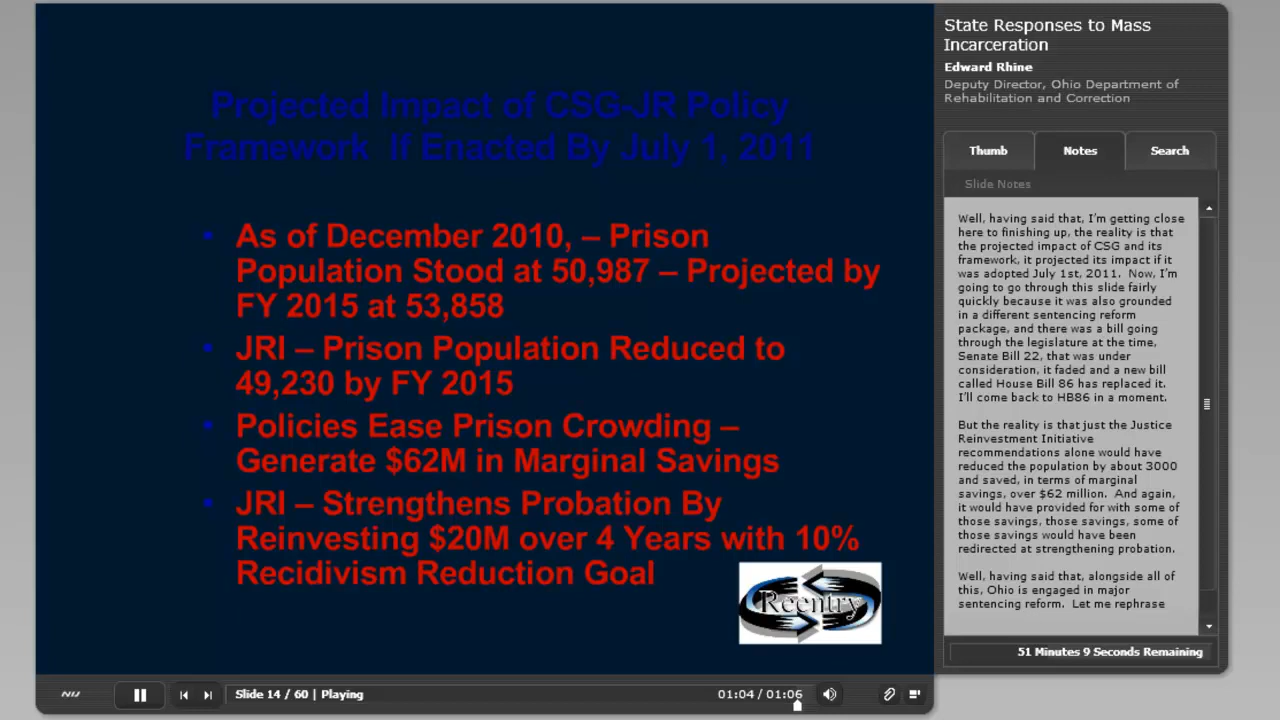 Projected Impact of CSG-JR Policy
Framework If Enacted By July 1, 2011
• As of December 2010, – Prison
Population Stood at 50,987 – Projected by
FY 2015 at 53,858
• JRI – Prison Population Reduced to
49,230 by FY 2015
• Policies Ease Prison Crowding –
Generate $62M in Marginal Savings
• JRI – Strengthens Probation By
Reinvesting $20M over 4 Years with 10%
Recidivism Reduction Goal
Reentry
Slide 14 / 60 | Playing
01:04 / 01:06
State Responses to Mass
Incarceration
Edward Rhine
Deputy Director, Ohio Department of
Rehabilitation and Correction
Thumb
Notes
Search
Slide Notes
Well, having said that, I'm getting close
here to finishing up, the reality is that
the projected impact of CSG and its
framework, it projected its impact if it
was adopted July 1st, 2011. Now, I'm
going to go through this slide fairly
quickly because it was also grounded
in a different sentencing reform
package, and there was a bill going
through the legislature at the time,
Senate Bill 22, that was under
consideration, it faded and a new bill
called House Bill 86 has replaced it.
I'll come back to HB86 in a moment.
But the reality is that just the Justice
Reinvestment Initiative
recommendations alone would have
reduced the population by about 3000
and saved, in terms of marginal
savings, over $62 million. And again,
it would have provided for with some of
those savings, those savings, some of
those savings would have been
redirected at strengthening probation.
Well, having said that, alongside all of
this, Ohio is engaged in major
sentencing reform. Let me rephrase
51 Minutes 9 Seconds Remaining